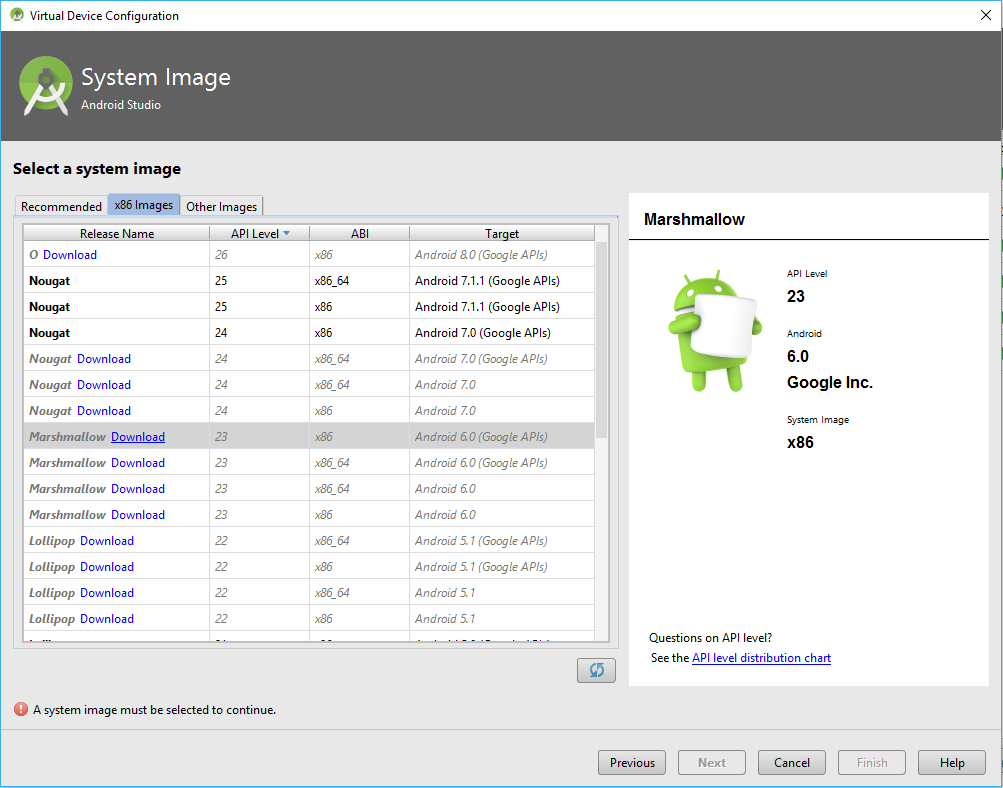 Virtual Device Configuration
System Image
Android Studio
Select a system image
Recommended x86 Images Other Images
Release Name API Level ABI Target
O Download 26 x86 Android 8.0 (Google APIs)
Nougat 25 x86_64 Android 7.1.1 (Google APIs)
Nougat 25 x86 Android 7.1.1 (Google APIs)
Nougat 24 x86 Android 7.0 (Google APIs)
Nougat Download 24 x86_64 Android 7.0 (Google APIs)
Nougat Download 24 x86_64 Android 7.0
Nougat Download 24 x86 Android 7.0
Marshmallow Download 23 x86 Android 6.0 (Google APIs)
Marshmallow Download 23 x86_64 Android 6.0 (Google APIs)
Marshmallow Download 23 x86_64 Android 6.0
Marshmallow Download 23 x86 Android 6.0
Lollipop Download 22 x86_64 Android 5.1 (Google APIs)
Lollipop Download 22 x86 Android 5.1 (Google APIs)
Lollipop Download 22 x86_64 Android 5.1
Lollipop Download 22 x86 Android 5.1
Marshmallow
API Level
23
Android
6.0
Google Inc.
System Image
x86
Questions on API level?
See the API level distribution chart
A system image must be selected to continue.
Previous Next Cancel Finish Help